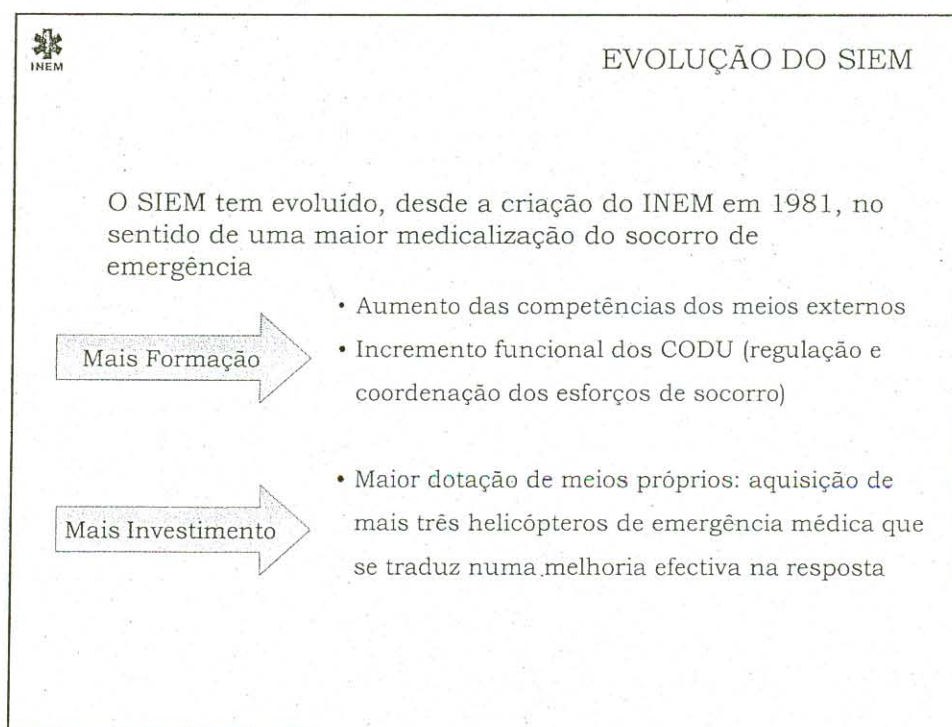 INEM
EVOLUÇÃO DO SIEM
O SIEM tem evoluído, desde a criação do INEM em 1981, no
sentido de uma maior medicalização do socorro de
emergência
Mais Formação
• Aumento das competências dos meios externos
• Incremento funcional dos CODU (regulação e
coordenação dos esforços de socorro)
Mais Investimento
• Maior dotação de meios próprios: aquisição de
mais três helicópteros de emergência médica que
se traduz numa melhoria efectiva na resposta